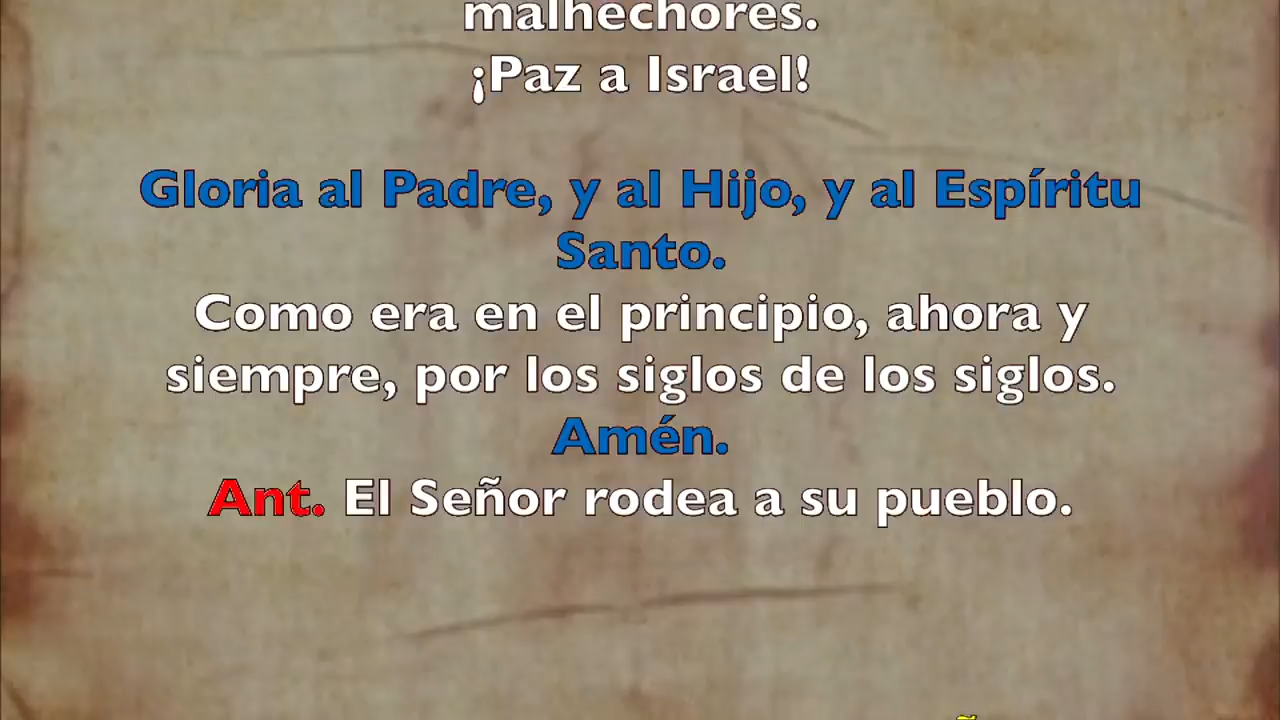 malhechores.
¡Paz a Israel!
Gloria al Padre, y al Hijo, y al Espíritu
Santo.
Como era en el principio, ahora y
siempre, por los siglos de los siglos.
Amén.
Ant. El Señor rodea a su pueblo.